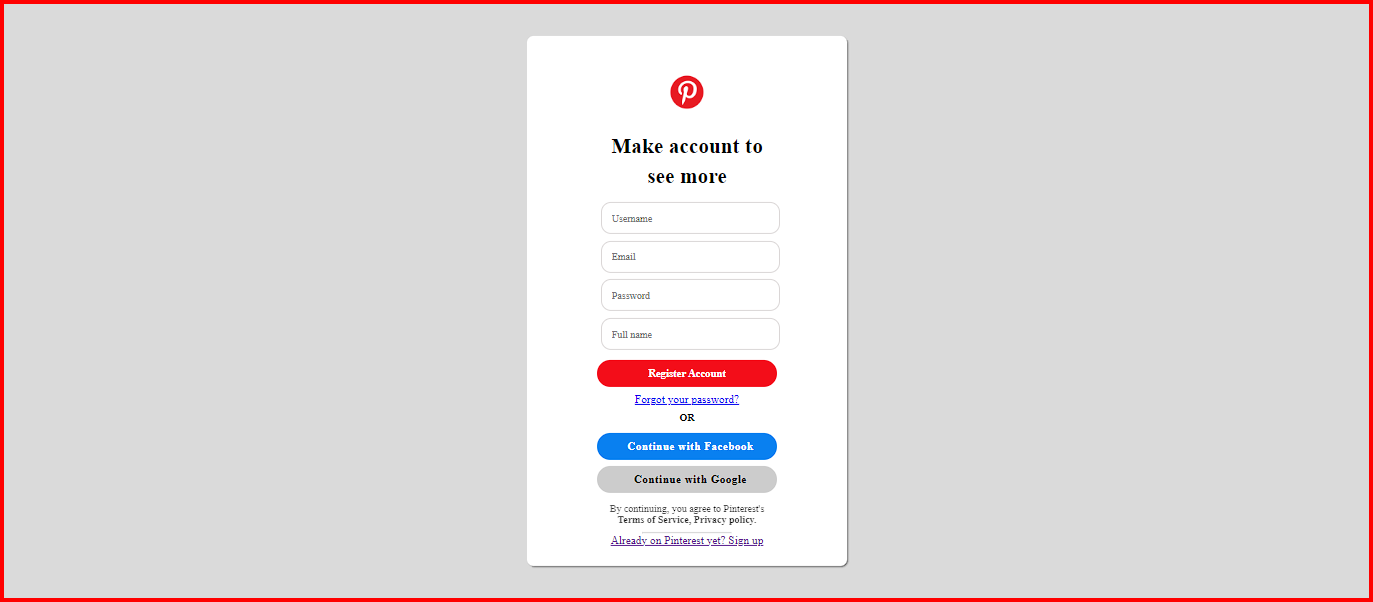 Make account to
see more
Username
Email
Password
Full name
Register Account
Forgot your password?
OR
Continue with Facebook
Continue with Google
By continuing, you agree to Pinterest's
Terms of Service, Privacy policy.
Already on Pinterest yet? Sign up